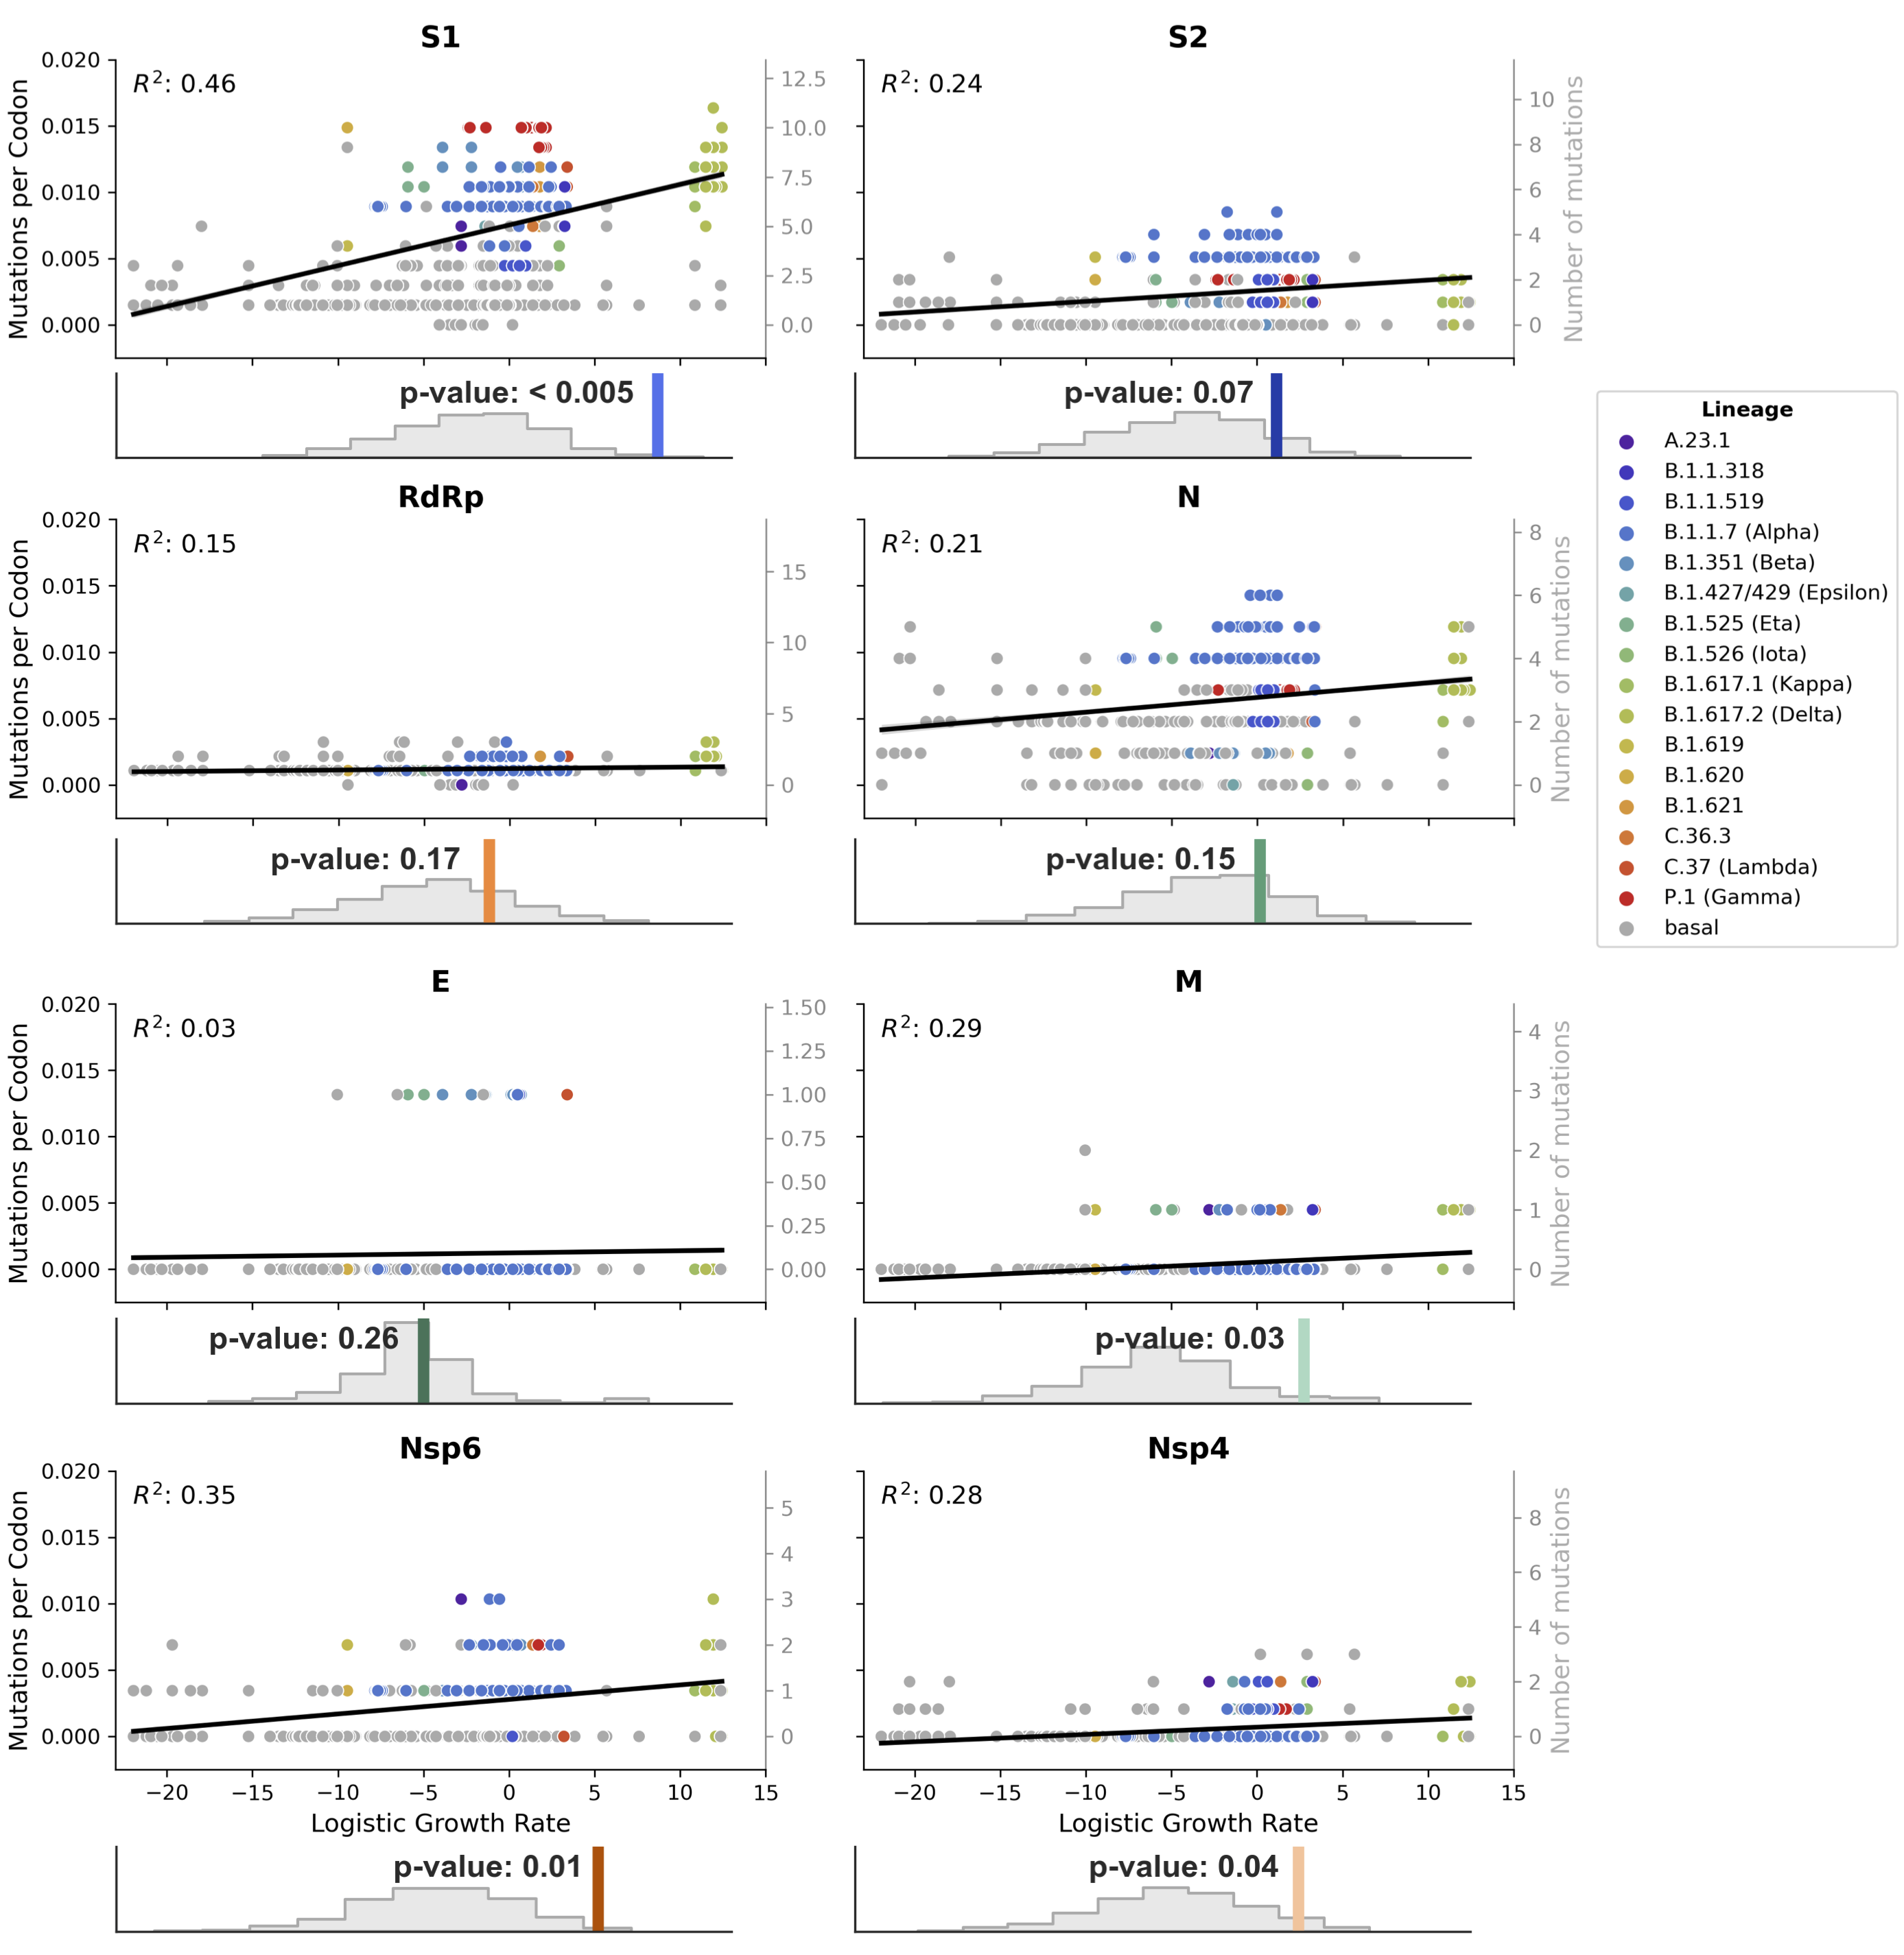 S1
S2
R²: 0.46
R²: 0.24
Mutations per Codon
0.020
0.015
0.010
0.005
0.000
12.5
10.0
7.5
5.0
2.5
0.0
10
8
6
4
2
0
Number of mutations
p-value: < 0.005
p-value: 0.07
RdRp
N
R²: 0.15
R²: 0.21
Mutations per Codon
0.020
0.015
0.010
0.005
0.000
15
10
5
0
8
6
4
2
0
Number of mutations
p-value: 0.17
p-value: 0.15
Lineage
A.23.1
B.1.1.318
B.1.1.519
B.1.1.7 (Alpha)
B.1.351 (Beta)
B.1.427/429 (Epsilon)
B.1.525 (Eta)
B.1.526 (Iota)
B.1.617.1 (Kappa)
B.1.617.2 (Delta)
B.1.619
B.1.620
B.1.621
C.36.3
C.37 (Lambda)
P.1 (Gamma)
basal
E
M
R²: 0.03
R²: 0.29
Mutations per Codon
0.020
0.015
0.010
0.005
0.000
1.50
1.25
1.00
0.75
0.50
0.25
0.00
4
3
2
1
0
Number of mutations
p-value: 0.26
p-value: 0.03
Nsp6
Nsp4
R²: 0.35
R²: 0.28
Mutations per Codon
0.020
0.015
0.010
0.005
0.000
5
4
3
2
1
0
8
6
4
2
0
Number of mutations
−20 −15 −10 −5 0 5 10 15
−20 −15 −10 −5 0 5 10 15
Logistic Growth Rate
Logistic Growth Rate
p-value: 0.01
p-value: 0.04